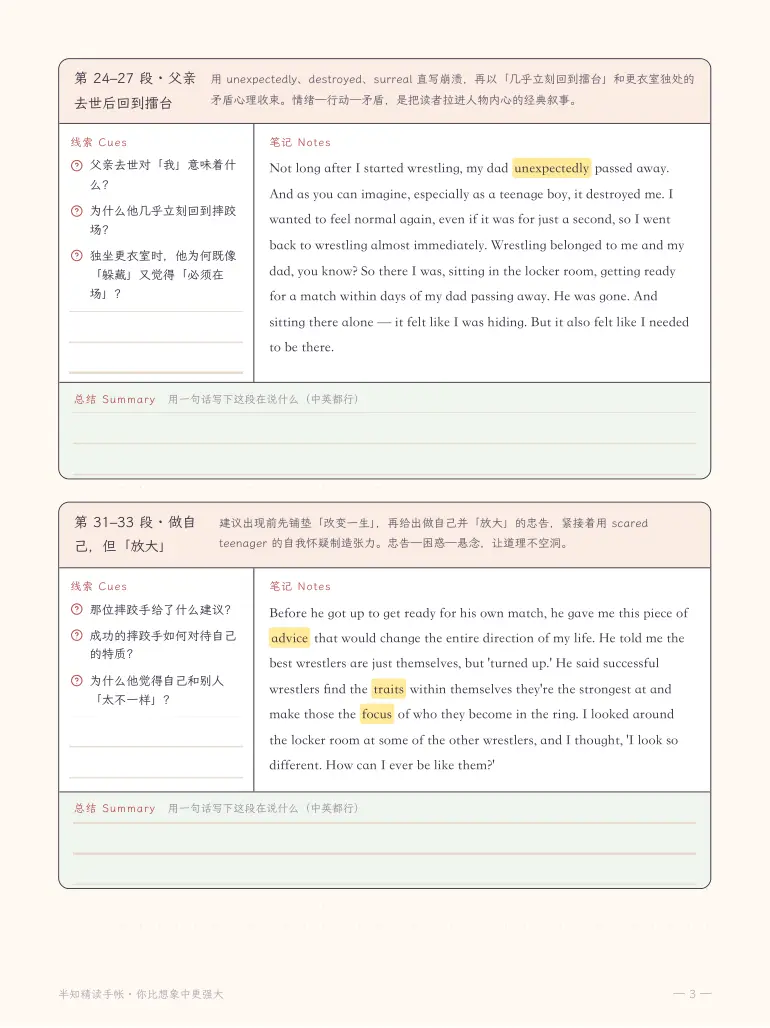 第 24–27 段·父亲
去世后回到擂台
用 unexpectedly、destroyed、surreal 直写崩溃，再以「几乎立刻回到擂台」和更衣室独处的
矛盾心理收束。情绪—行动—矛盾，是把读者拉进人物内心的经典叙事。
线索 Cues
父亲去世对「我」意味着什
么？
为什么他几乎立刻回到摔跤
场？
独坐更衣室时，他为何既像
「躲藏」又觉得「必须在
场」？
笔记 Notes
Not long after I started wrestling, my dad unexpectedly passed away.
And as you can imagine, especially as a teenage boy, it destroyed me. I
wanted to feel normal again, even if it was for just a second, so I went
back to wrestling almost immediately. Wrestling belonged to me and my
dad, you know? So there I was, sitting in the locker room, getting ready
for a match within days of my dad passing away. He was gone. And
sitting there alone — it felt like I was hiding. But it also felt like I needed
to be there.
总结 Summary 用一句话写下这段在说什么（中英都行）
第 31–33 段·做自
己，但「放大」
建议出现前先铺垫「改变一生」，再给出做自己并「放大」的忠告，紧接着用 scared
teenager 的自我怀疑制造张力。忠告—困惑—悬念，让道理不空洞。
线索 Cues
那位摔跤手给了什么建议？
成功的摔跤手如何对待自己
的特质？
为什么他觉得自己和别人
「太不一样」？
笔记 Notes
Before he got up to get ready for his own match, he gave me this piece of
advice that would change the entire direction of my life. He told me the
best wrestlers are just themselves, but 'turned up.' He said successful
wrestlers find the traits within themselves they're the strongest at and
make those the focus of who they become in the ring. I looked around
the locker room at some of the other wrestlers, and I thought, 'I look so
different. How can I ever be like them?'
总结 Summary 用一句话写下这段在说什么（中英都行）
半知精读手帐·你比想象中更强大
— 3 —